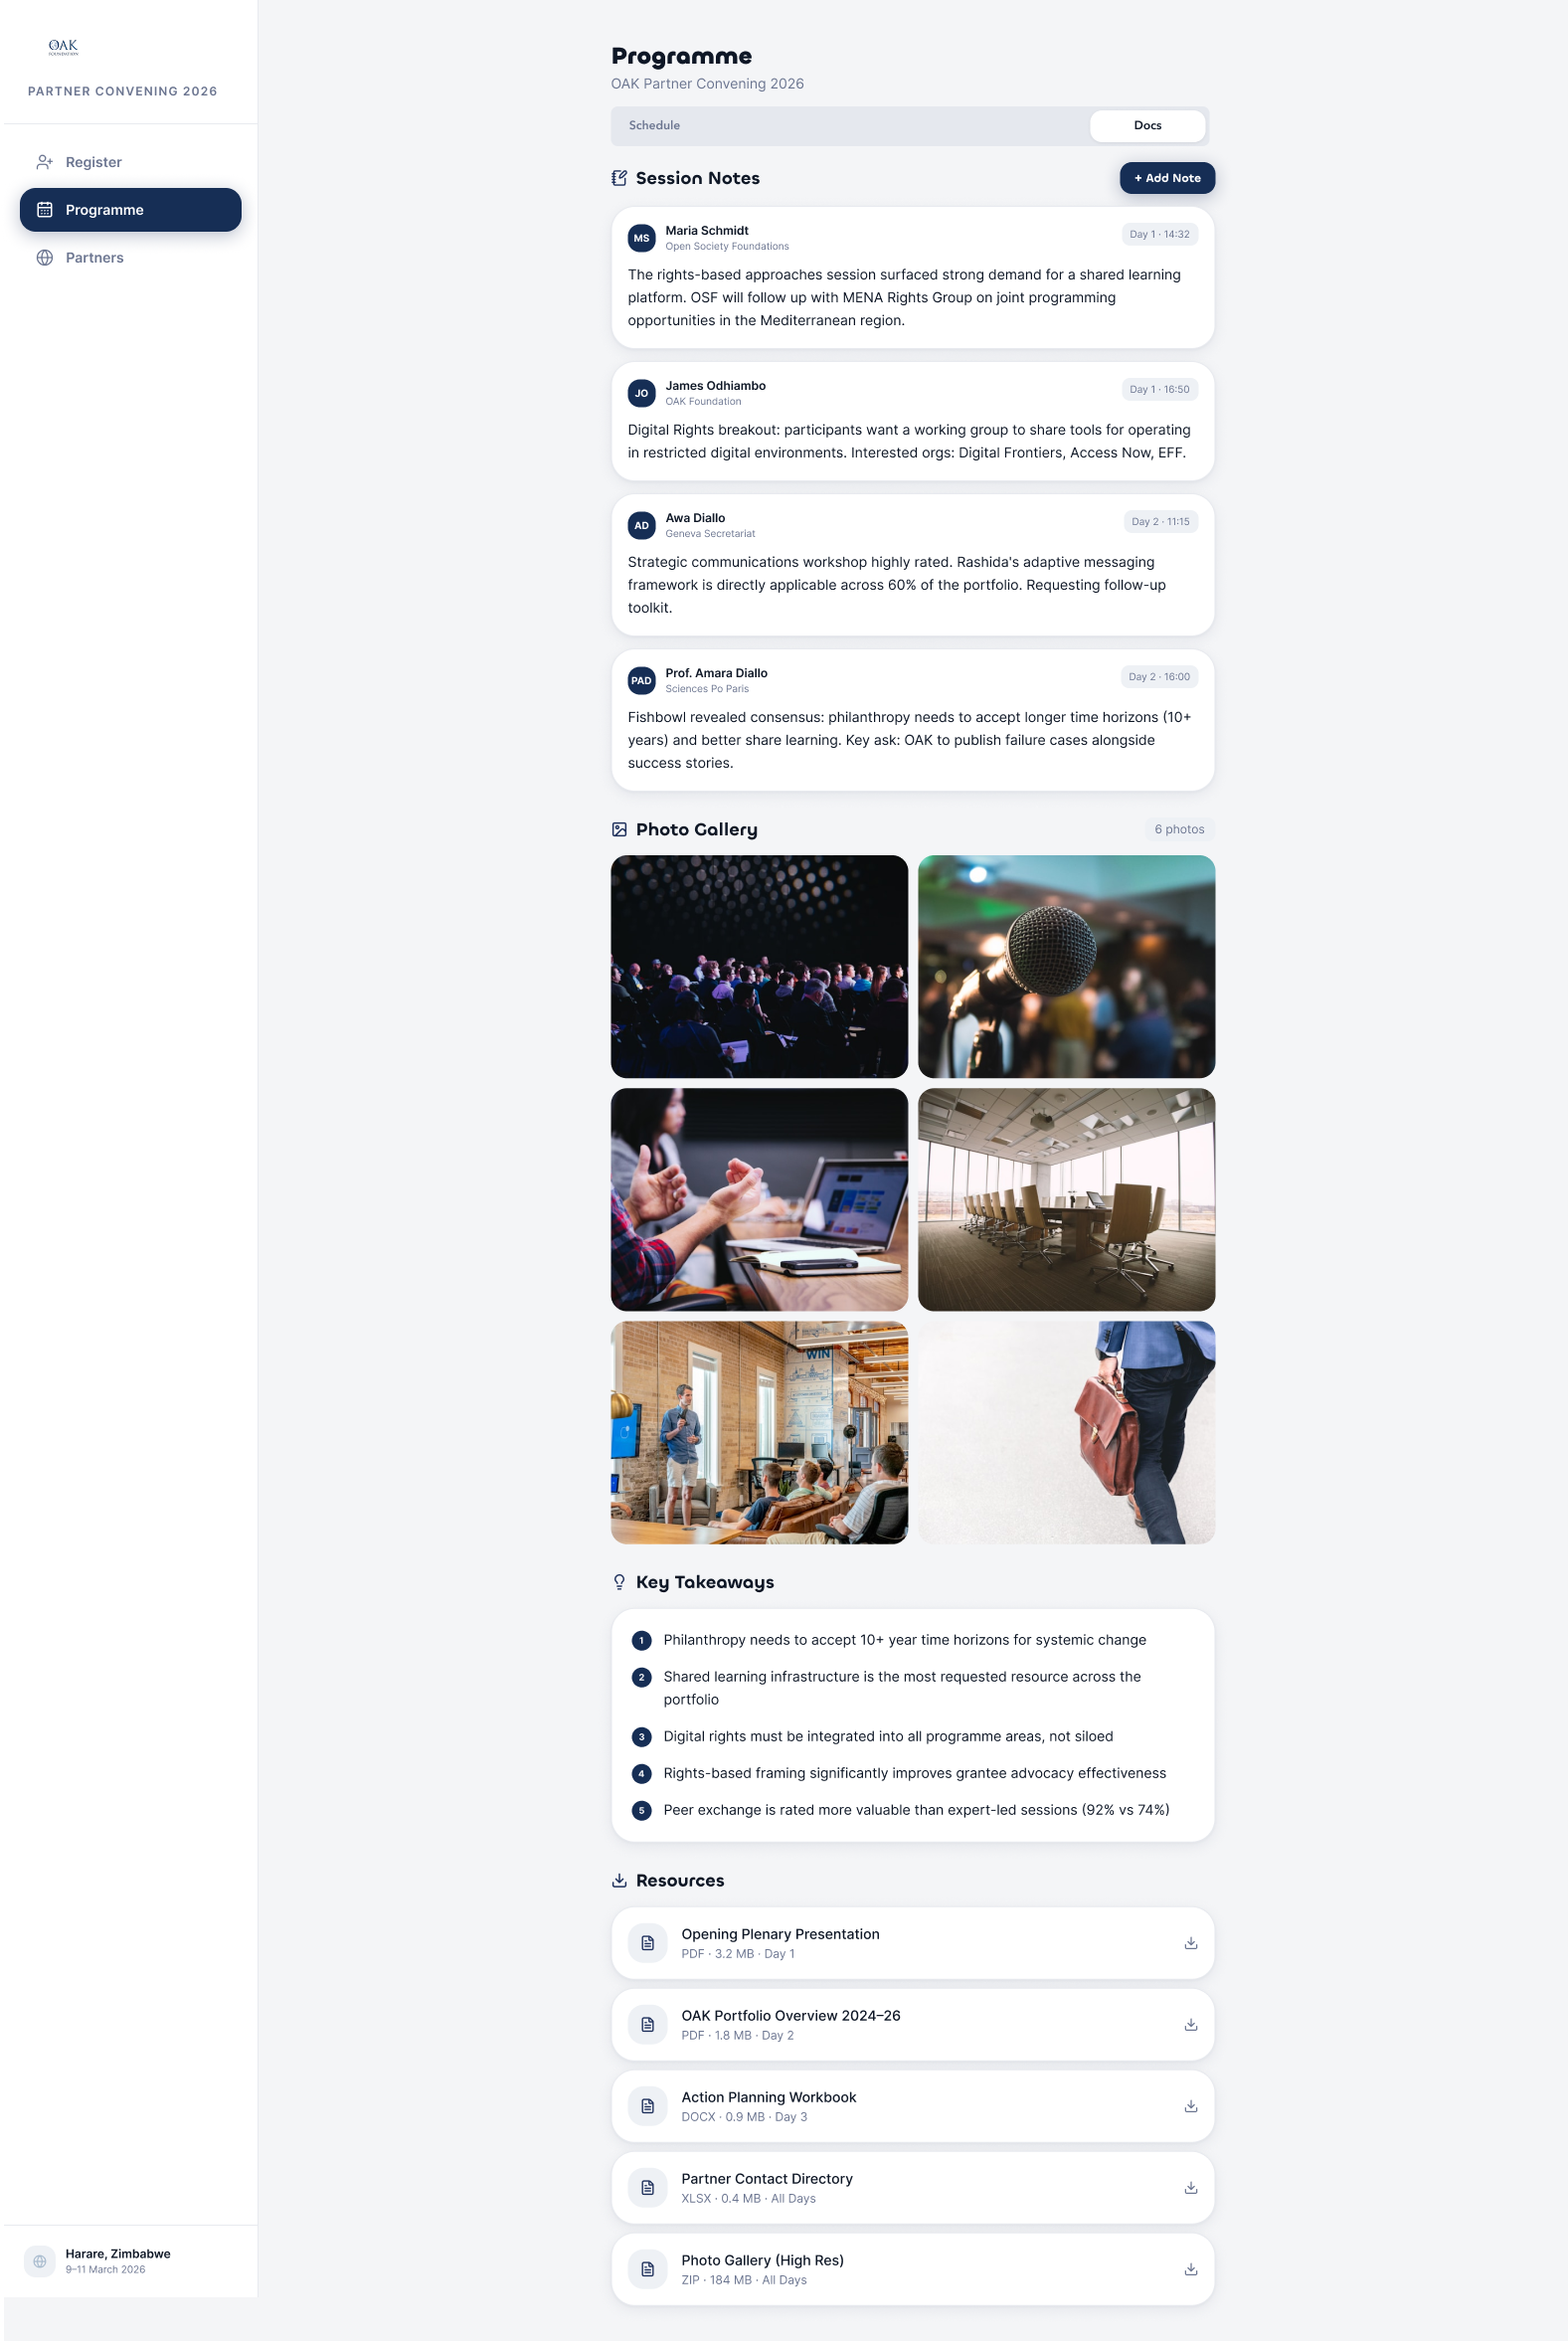 OAK
FOUNDATION
PARTNER CONVENING 2026
Register
Programme
Partners
Harare, Zimbabwe
9–11 March 2026
Programme
OAK Partner Convening 2026
Schedule
Docs
Session Notes
+ Add Note
MS
Maria Schmidt
Open Society Foundations
Day 1 · 14:32
The rights-based approaches session surfaced strong demand for a shared learning
platform. OSF will follow up with MENA Rights Group on joint programming
opportunities in the Mediterranean region.
JO
James Odhiambo
OAK Foundation
Day 1 · 16:50
Digital Rights breakout: participants want a working group to share tools for operating
in restricted digital environments. Interested orgs: Digital Frontiers, Access Now, EFF.
AD
Awa Diallo
Geneva Secretariat
Day 2 · 11:15
Strategic communications workshop highly rated. Rashida's adaptive messaging
framework is directly applicable across 60% of the portfolio. Requesting follow-up
toolkit.
PAD
Prof. Amara Diallo
Sciences Po Paris
Day 2 · 16:00
Fishbowl revealed consensus: philanthropy needs to accept longer time horizons (10+
years) and better share learning. Key ask: OAK to publish failure cases alongside
success stories.
Photo Gallery
6 photos
WIN
Key Takeaways
1 Philanthropy needs to accept 10+ year time horizons for systemic change
2 Shared learning infrastructure is the most requested resource across the
portfolio
3 Digital rights must be integrated into all programme areas, not siloed
4 Rights-based framing significantly improves grantee advocacy effectiveness
5 Peer exchange is rated more valuable than expert-led sessions (92% vs 74%)
Resources
Opening Plenary Presentation
PDF · 3.2 MB · Day 1
OAK Portfolio Overview 2024–26
PDF · 1.8 MB · Day 2
Action Planning Workbook
DOCX · 0.9 MB · Day 3
Partner Contact Directory
XLSX · 0.4 MB · All Days
Photo Gallery (High Res)
ZIP · 184 MB · All Days